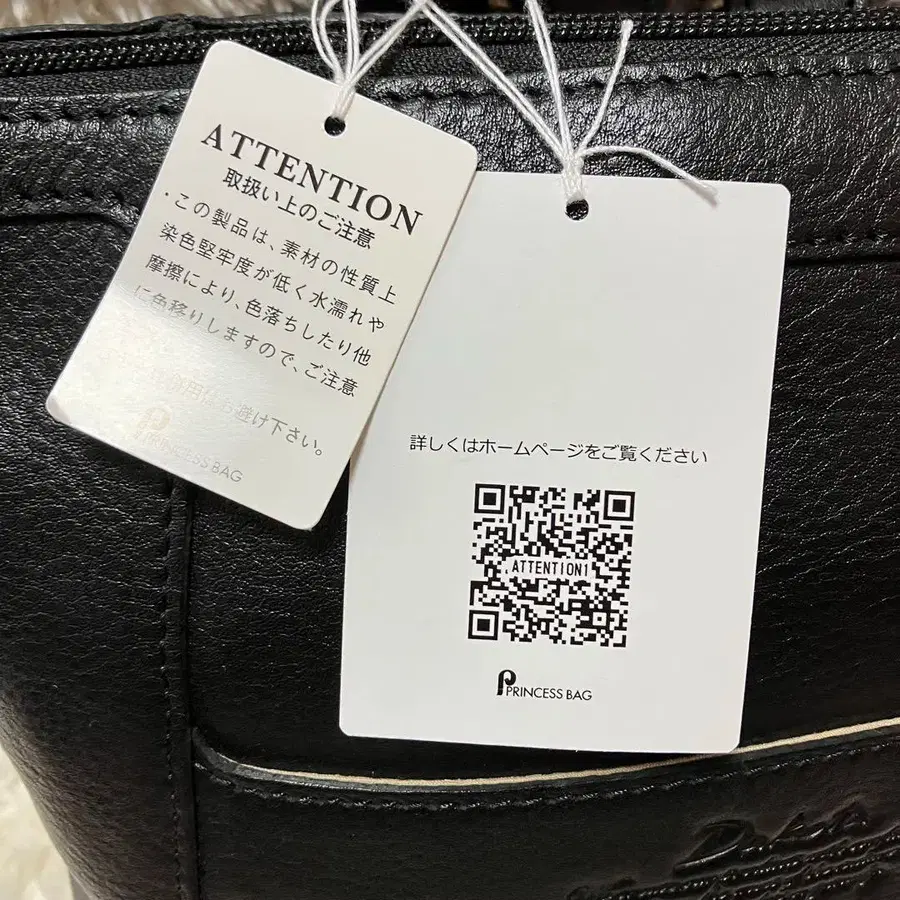 ATTENTION
取扱い上のご注意
・この製品は、素材の性質上
染色堅牢度が低く水濡れや
摩擦により、色落ちしたり他
に色移りしますので、ご注意
お避け下さい。
PRINCESS BAG
詳しくはホームページをご覧ください
ATTENTION1
PRINCESS BAG